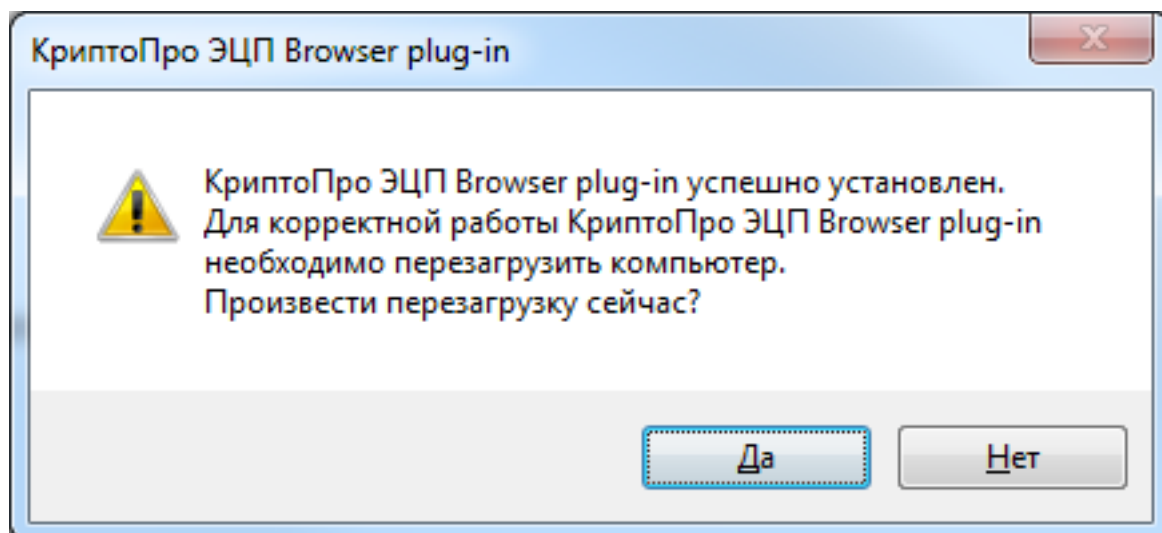 КриптоПро ЭЦП Browser plug-in
КриптоПро ЭЦП Browser plug-in успешно установлен.
Для корректной работы КриптоПро ЭЦП Browser plug-in
необходимо перезагрузить компьютер.
Произвести перезагрузку сейчас?
Да
Нет